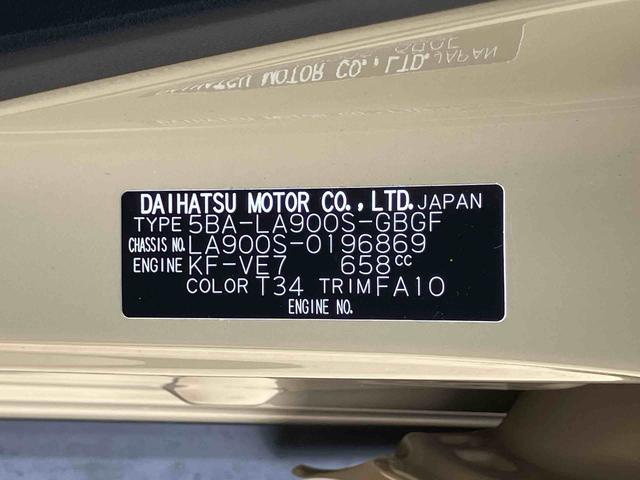 DAIHATSU MOTOR CO.,LTD. JAPAN
TYPE 5BA-LA900S-GBGF
CHASSIS NO. LA900S-0196869
ENGINE KF-VE7 658CC
COLOR T34 TRIM FA10
ENGINE NO.